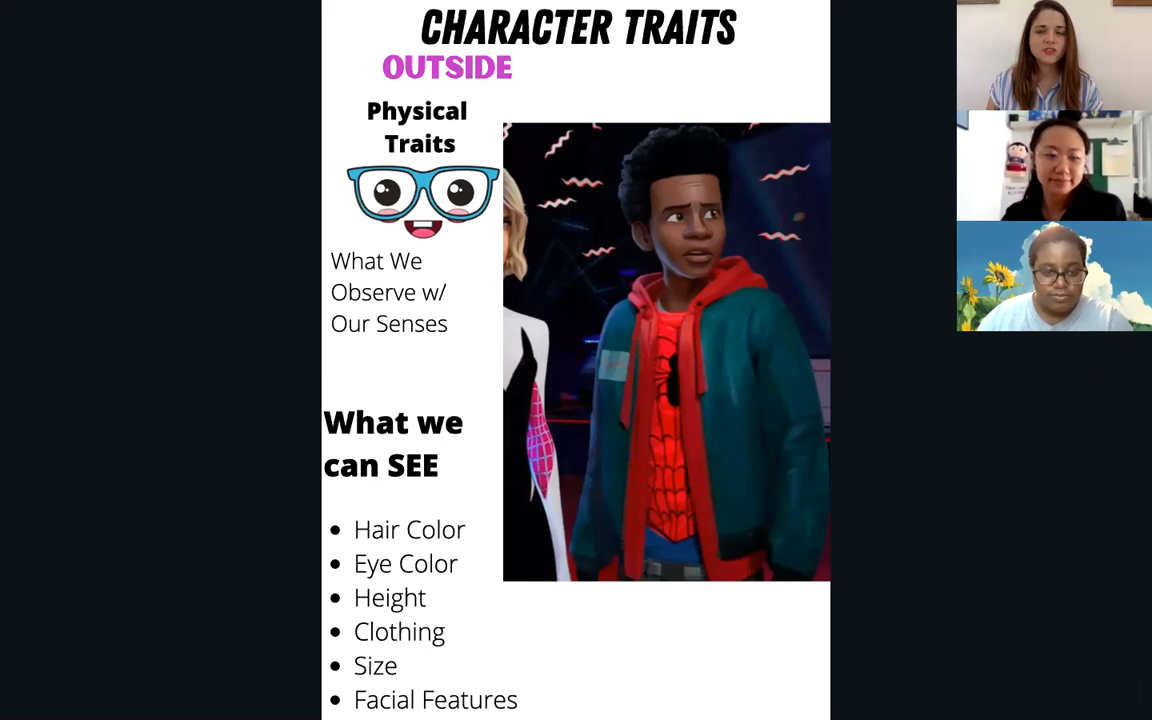 CHARACTER TRAITS
OUTSIDE
Physical
Traits
What We
Observe w/
Our Senses
What we
can SEE
• Hair Color
• Eye Color
• Height
• Clothing
• Size
• Facial Features